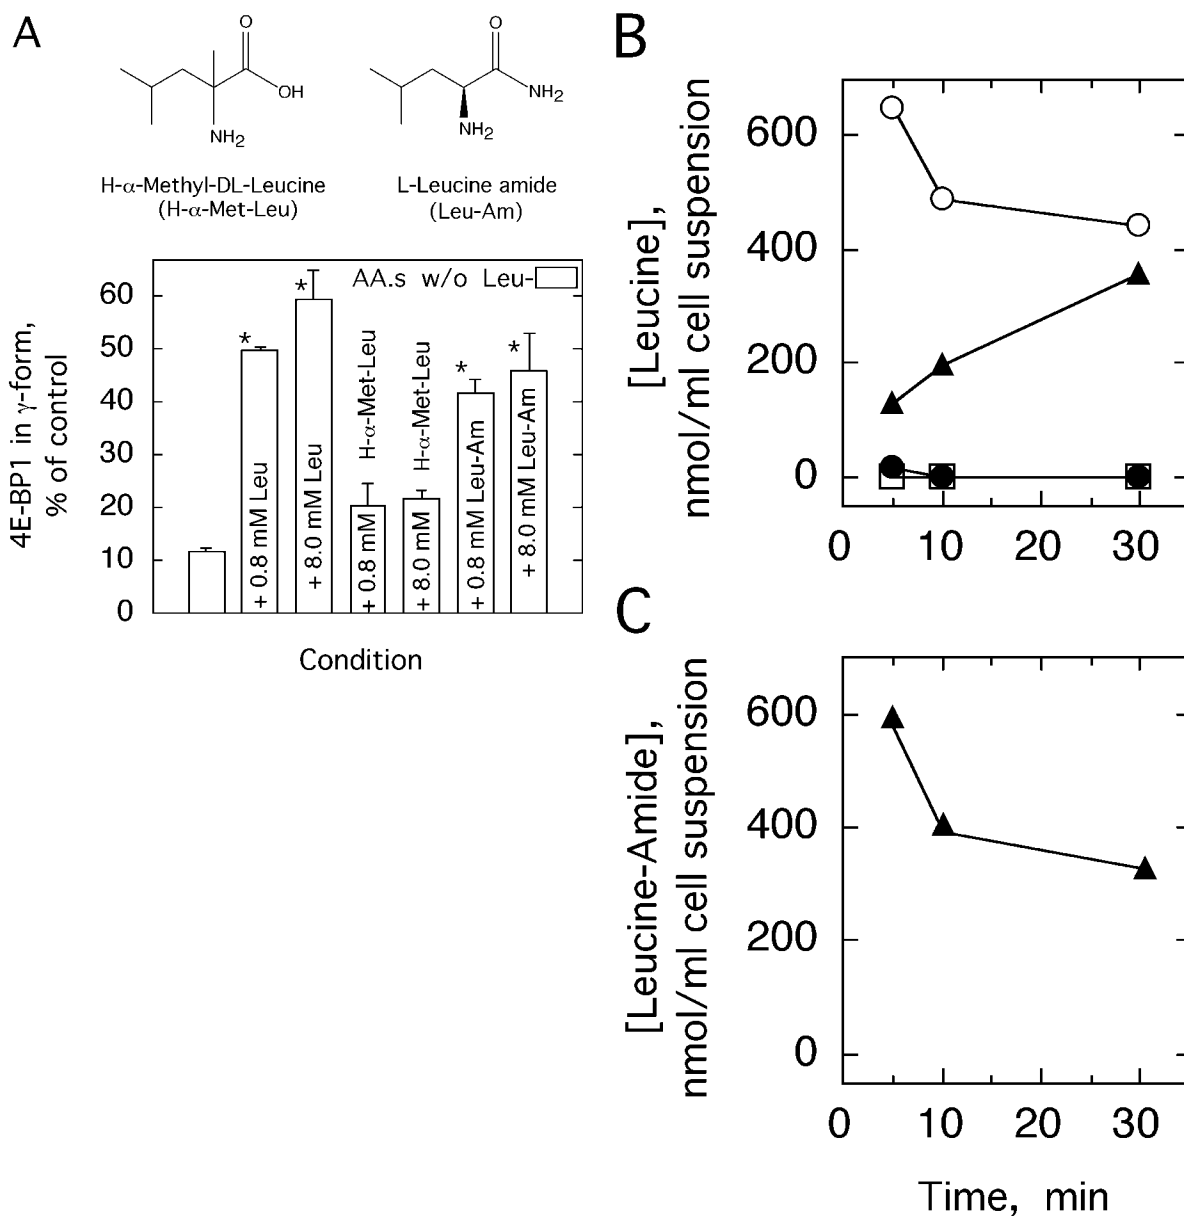 A
O
OH
NH2
H-α-Methyl-DL-Leucine
(H-α-Met-Leu)
O
NH2
NH2
L-Leucine amide
(Leu-Am)
4E-BP1 in γ-form,
% of control
60
50
40
30
20
10
0
AA.s w/o Leu-
*
+ 0.8 mM Leu
*
+ 8.0 mM Leu
+ 0.8 mM H-α-Met-Leu
+ 8.0 mM H-α-Met-Leu
*
+ 0.8 mM Leu-Am
*
+ 8.0 mM Leu-Am
Condition
B
[Leucine],
nmol/ml cell suspension
600
400
200
0
0 10 20 30
C
[Leucine-Amide],
nmol/ml cell suspension
600
400
200
0
0 10 20 30
Time, min